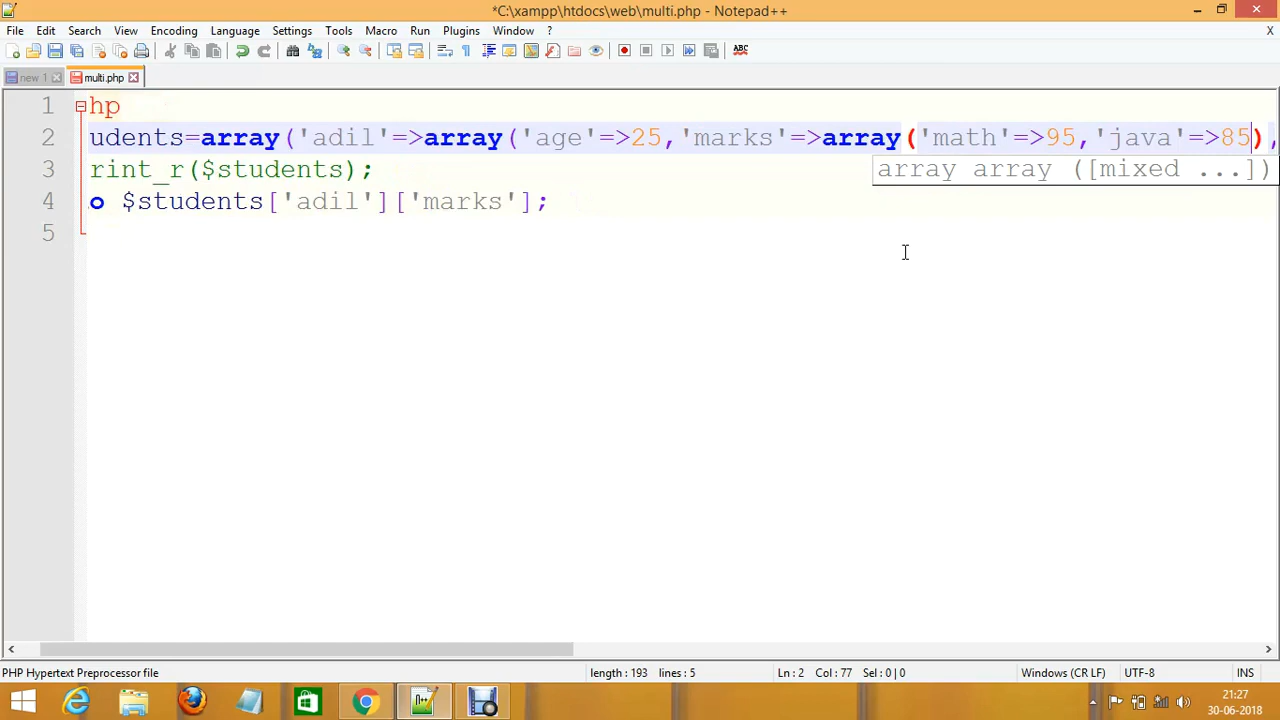 *C:\xampp\htdocs\web\multi.php - Notepad++
File Edit Search View Encoding Language Settings Tools Macro Run Plugins Window ? X
ABC
new 1 multi.php
1 hp
2 udents=array('adil'=>array('age'=>25,'marks'=>array('math'=>95,'java'=>85),
3 rint_r($students);
array array ([mixed ...])
4 o $students['adil']['marks'];
5
PHP Hypertext Preprocessor file length : 193 lines : 5 Ln : 2 Col : 77 Sel : 0 | 0 Windows (CR LF) UTF-8 INS
21:27
30-06-2018